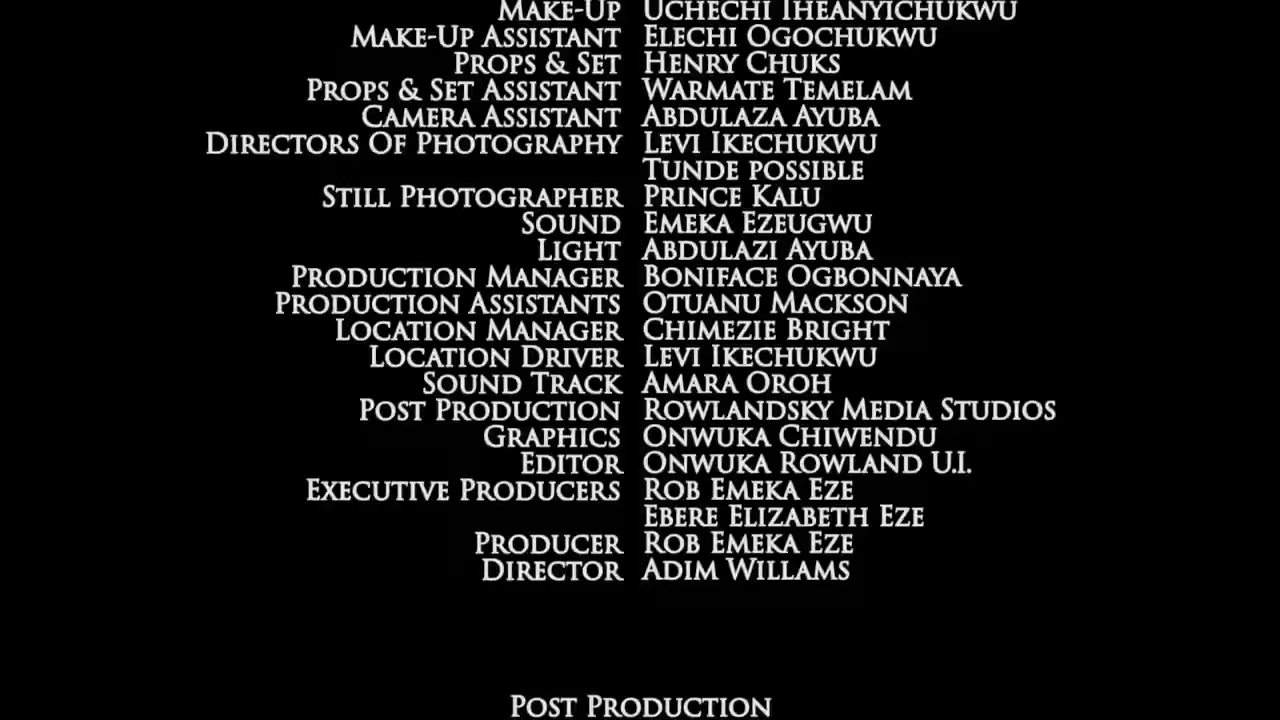 Make-Up Uchechi Iheanyichukwu
Make-Up Assistant Elechi Ogochukwu
Props & Set Henry Chuks
Props & Set Assistant Warmate Temelam
Camera Assistant Abdulaza Ayuba
Directors Of Photography Levi Ikechukwu
Tunde possible
Still Photographer Prince Kalu
Sound Emeka Ezeugwu
Light Abdulazi Ayuba
Production Manager Boniface Ogbonnaya
Production Assistants Otuanu Mackson
Location Manager Chimezie Bright
Location Driver Levi Ikechukwu
Sound Track Amara Oroh
Post Production Rowlandsky Media Studios
Graphics Onwuka Chiwendu
Editor Onwuka Rowland U.I.
Executive Producers Rob Emeka Eze
Ebere Elizabeth Eze
Producer Rob Emeka Eze
Director Adim Willams
Post Production